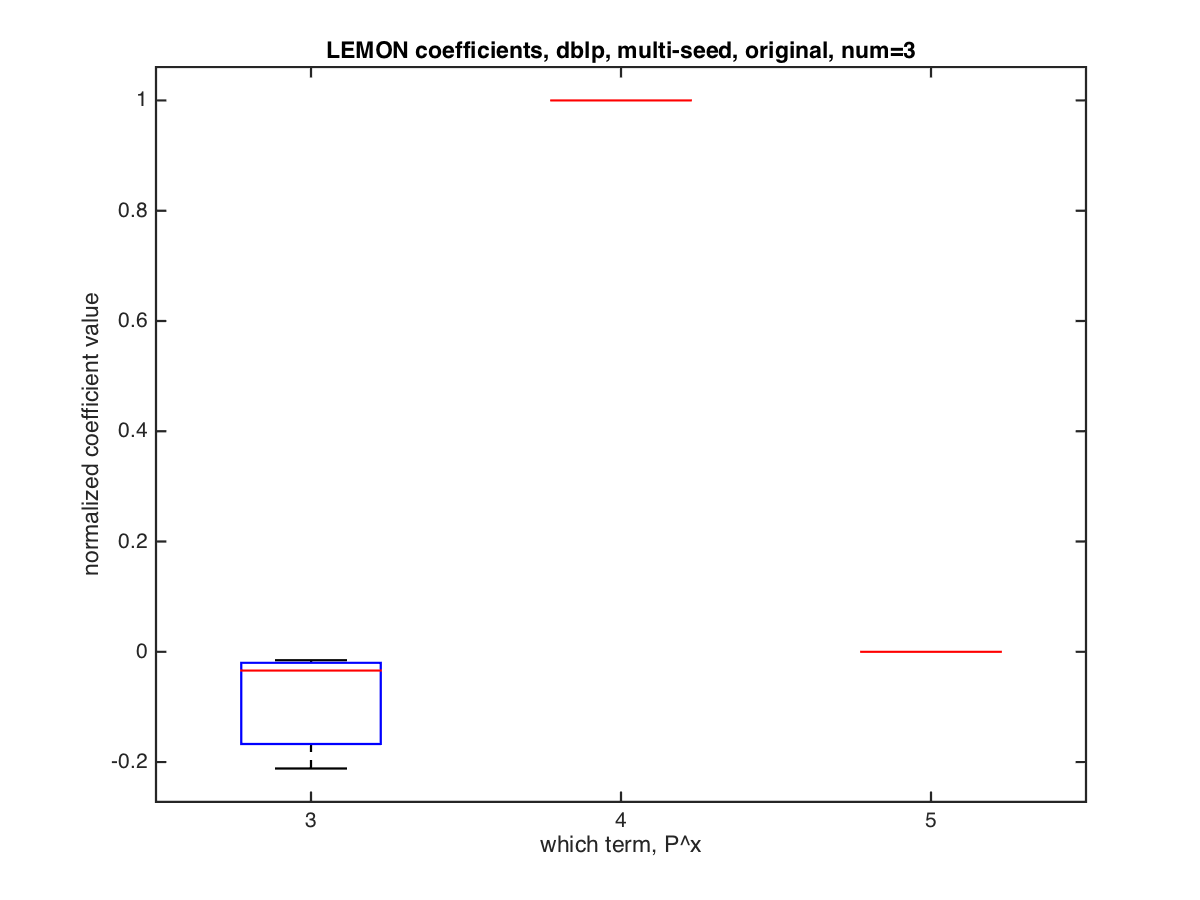 LEMON coefficients, dblp, multi-seed, original, num=3
1
0.8
0.6
0.4
0.2
0
-0.2
normalized coefficient value
3 4 5
which term, P^x